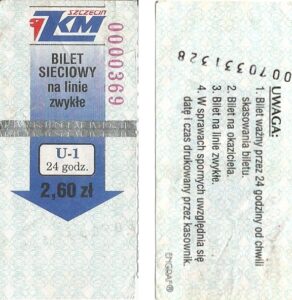 SZCZECIN
ZKM
BILET
SIECIOWY
na linie
zwykłe
0000369
U-1
24 godz.
2,60 zł
0070331328
UWAGA:
1. Bilet ważny przez 24 godziny od chwili
skasowania biletu.
2. Bilet na okaziciela.
3. Bilet na linie zwykłe.
4. W sprawach spornych uwzględnia się
datę i czas drukowany przez kasownik.
EMGRAF®